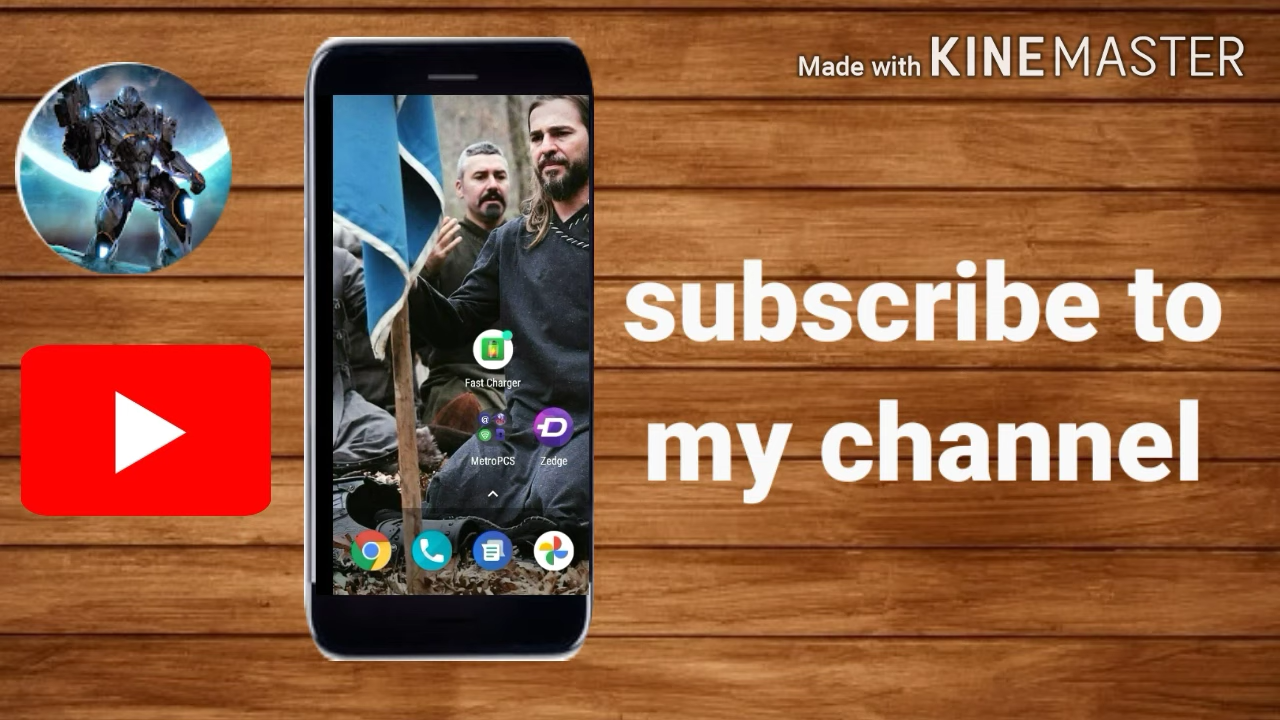 Made with KINEMASTER
Fast Charger
MetroPCS
Zedge
subscribe to
my channel